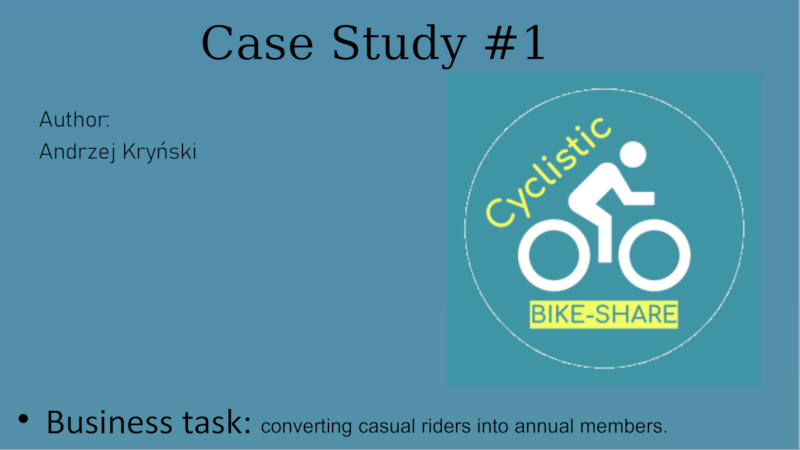 Case Study #1
Author:
Andrzej Kryński
Cyclistic
BIKE-SHARE
• Business task: converting casual riders into annual members.